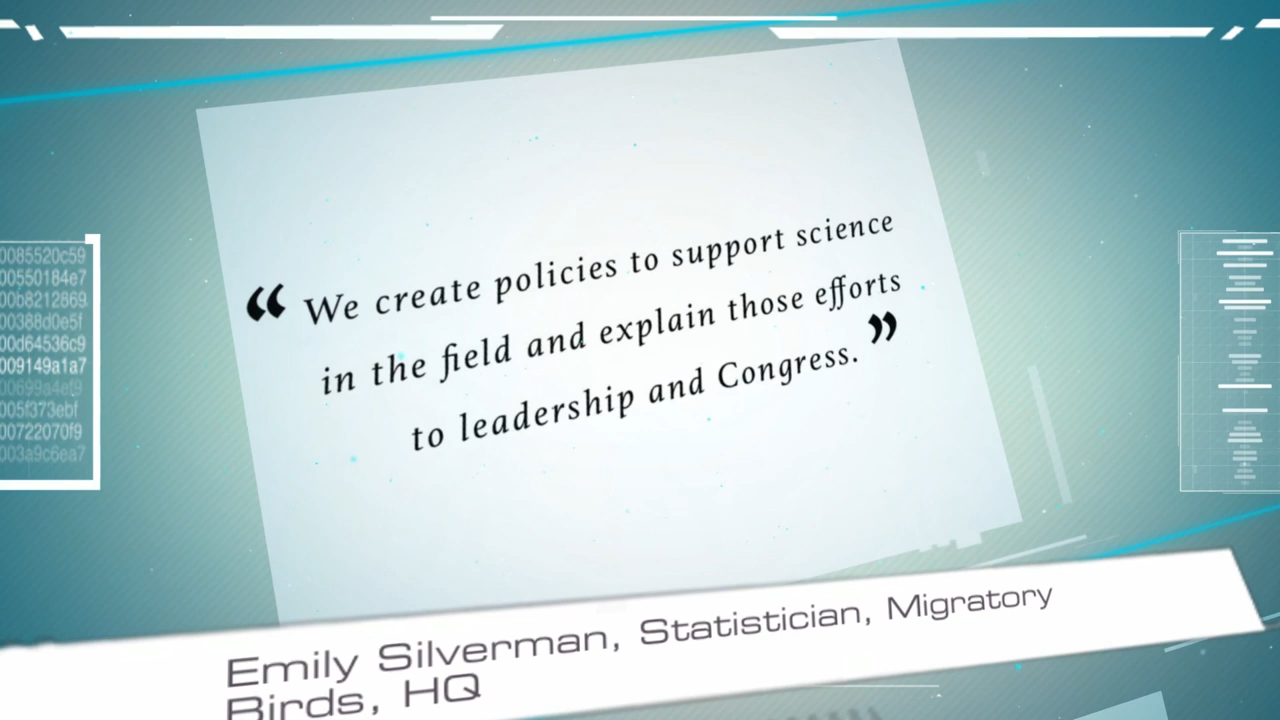 “ We create policies to support science
in the field and explain those efforts
to leadership and Congress. ”
Emily Silverman, Statistician, Migratory
Birds, HQ
0085520c59
00550184e7
00b8212869
00388d0e5f
00d64536c9
009149a1a7
00699a4ef9
005f373ebf
00722070f9
003a9c6ea7